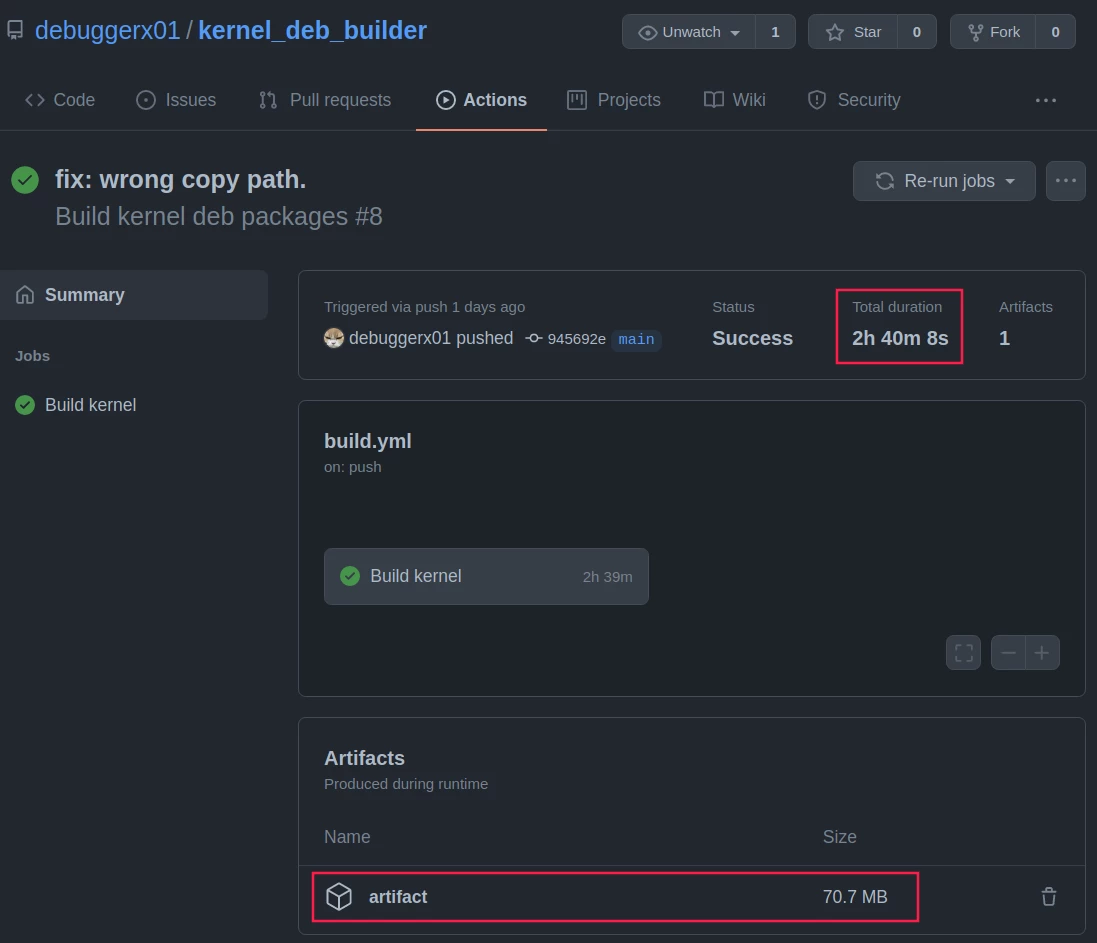 debuggerx01 / kernel_deb_builder
Unwatch 1 Star 0 Fork 0
Code Issues Pull requests Actions Projects Wiki Security
fix: wrong copy path.
Build kernel deb packages #8
Re-run jobs
Summary
Jobs
Build kernel
Triggered via push 1 days ago
debuggerx01 pushed 945692e main
Status
Success
Total duration
2h 40m 8s
Artifacts
1
build.yml
on: push
Build kernel 2h 39m
Artifacts
Produced during runtime
Name Size
artifact 70.7 MB